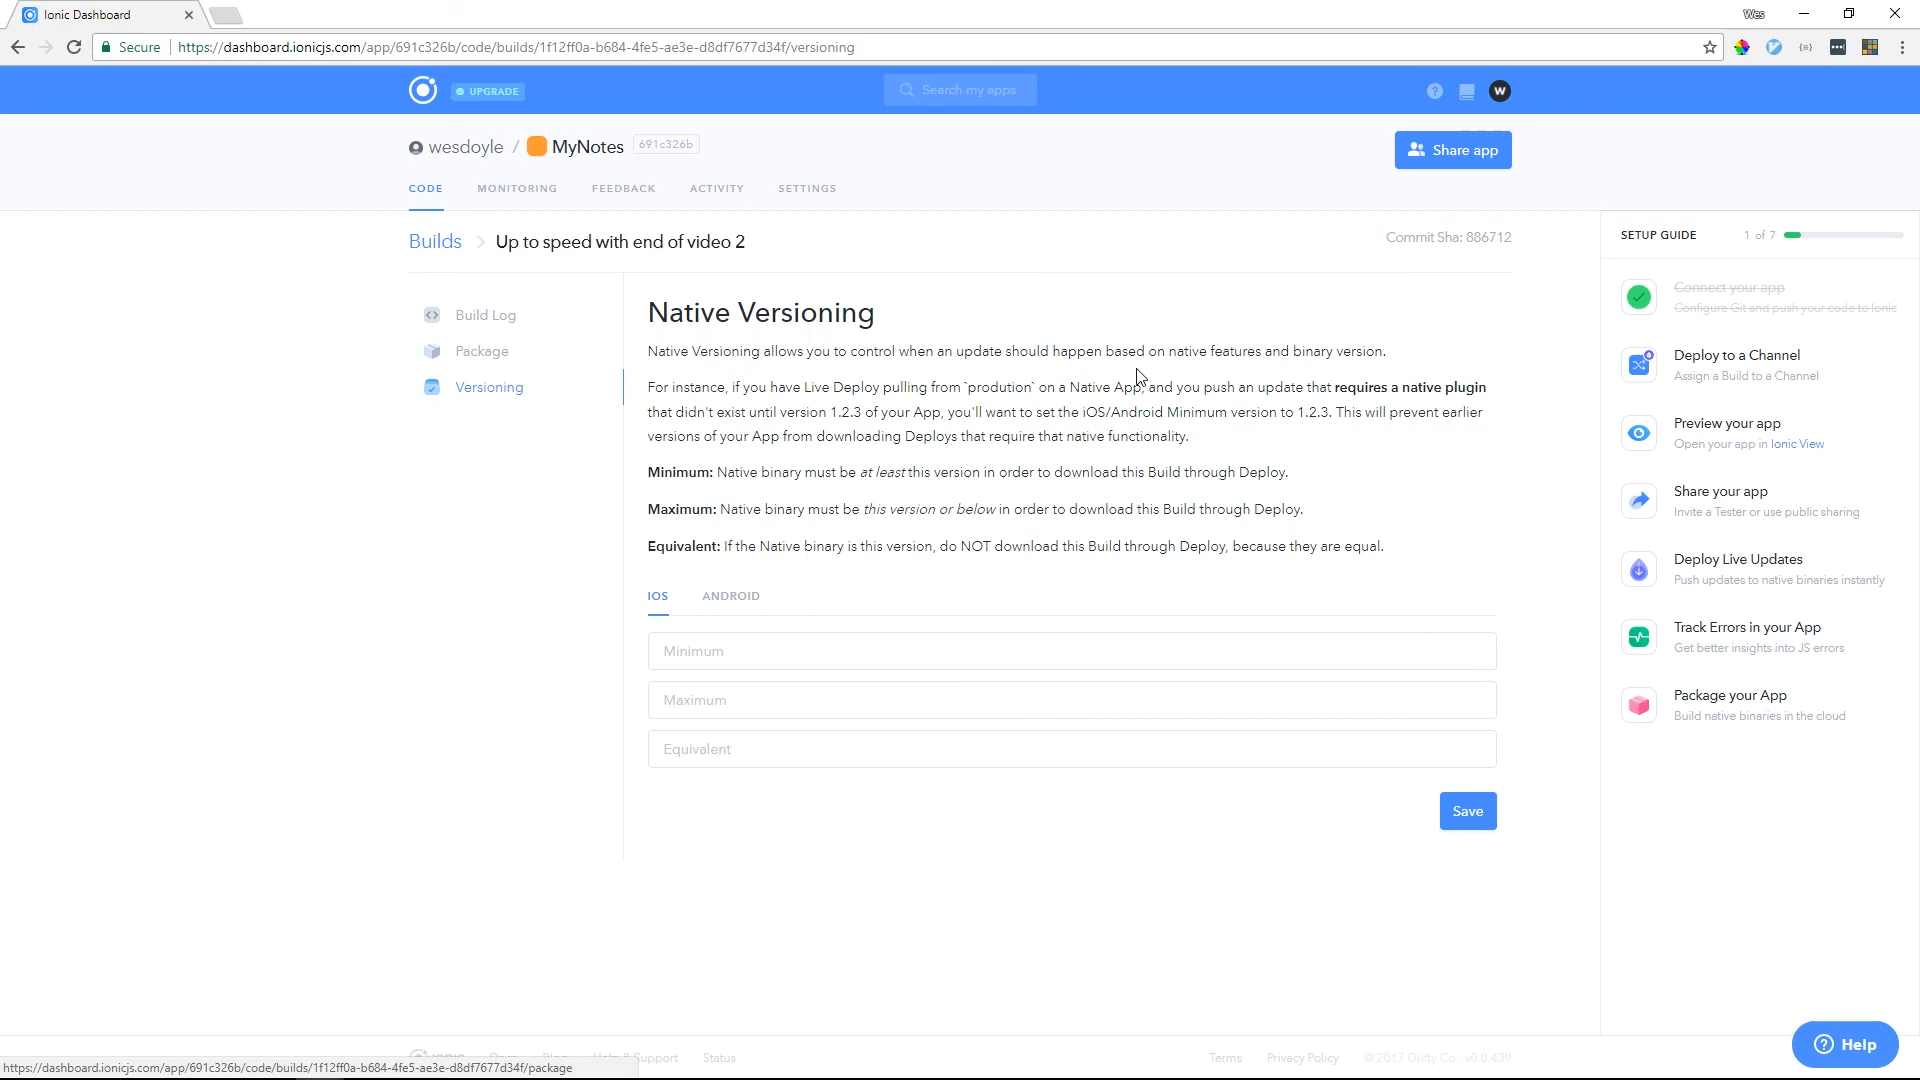 Ionic Dashboard
Wes
Secure
https://dashboard.ionicjs.com/app/691c326b/code/builds/1f12ff0a-b684-4fe5-ae3e-d8df7677d34f/versioning
UPGRADE
Search my apps
?
W
wesdoyle / MyNotes 691c326b
Share app
CODE MONITORING FEEDBACK ACTIVITY SETTINGS
Builds > Up to speed with end of video 2
Commit Sha: 886712
Build Log
Package
Versioning
Native Versioning
Native Versioning allows you to control when an update should happen based on native features and binary version.
For instance, if you have Live Deploy pulling from `prodution` on a Native App, and you push an update that requires a native plugin
that didn't exist until version 1.2.3 of your App, you'll want to set the iOS/Android Minimum version to 1.2.3. This will prevent earlier
versions of your App from downloading Deploys that require that native functionality.
Minimum: Native binary must be at least this version in order to download this Build through Deploy.
Maximum: Native binary must be this version or below in order to download this Build through Deploy.
Equivalent: If the Native binary is this version, do NOT download this Build through Deploy, because they are equal.
IOS ANDROID
Minimum
Maximum
Equivalent
Save
SETUP GUIDE 1 of 7
Connect your app
Configure Git and push your code to Ionic
Deploy to a Channel
Assign a Build to a Channel
Preview your app
Open your app in Ionic View
Share your app
Invite a Tester or use public sharing
Deploy Live Updates
Push updates to native binaries instantly
Track Errors in your App
Get better insights into JS errors
Package your App
Build native binaries in the cloud
Support Status
Terms Privacy Policy © 2017 Drifty Co. v0.0.439
? Help
https://dashboard.ionicjs.com/app/691c326b/code/builds/1f12ff0a-b684-4fe5-ae3e-d8df7677d34f/package